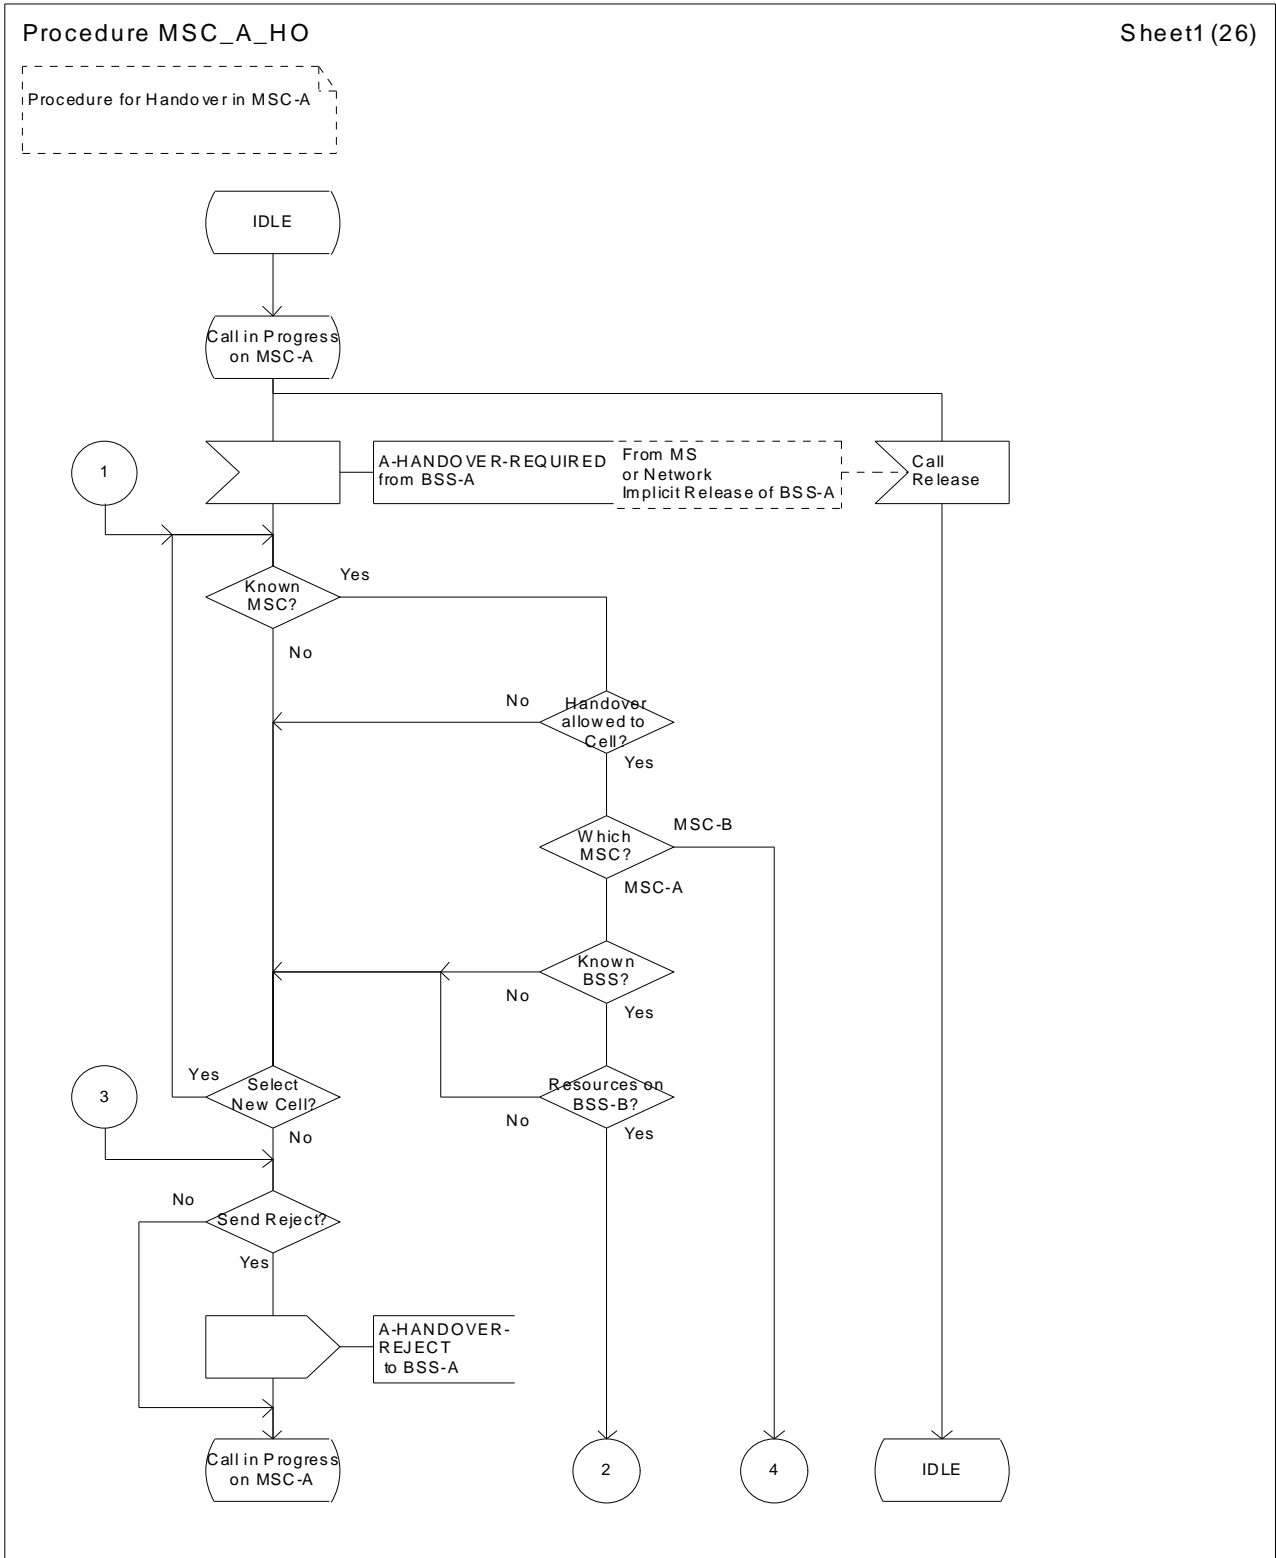 Procedure MSC_A_HO
Sheet1 (26)
Procedure for Handover in MSC-A
IDLE
Call in Progress
on MSC-A
1
A-HANDOVER-REQUIRED
from BSS-A
From MS
or Network
Implicit Release of BSS-A
Call
Release
Known
MSC?
Yes
No
Handover
allowed to
Cell?
No
Yes
Which
MSC?
MSC-B
MSC-A
Known
BSS?
No
Yes
3
Yes
Select
New Cell?
No
Resources on
BSS-B?
No
Yes
No
Send Reject?
Yes
A-HANDOVER-
REJECT
to BSS-A
Call in Progress
on MSC-A
2
4
IDLE